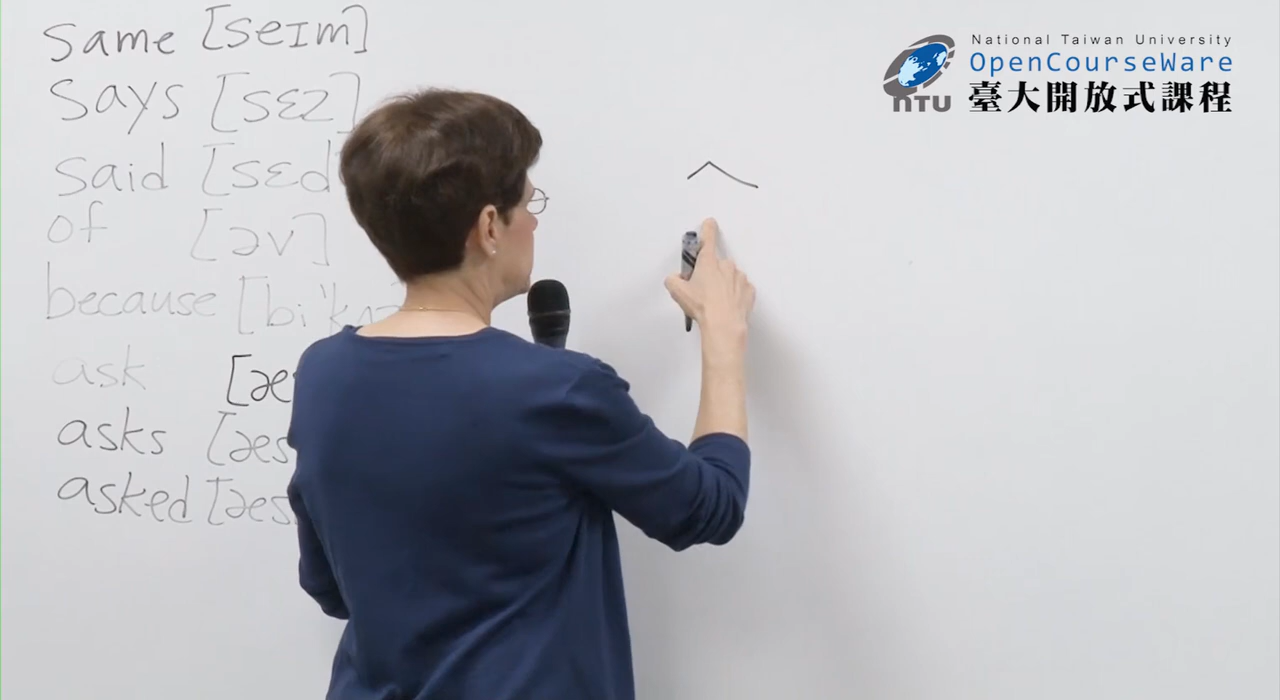 same [seɪm]
says [sɛz]
said [sɛd
of [əv]
because [bi'k
ask [æ
asks [æs
asked [æs
ㄟ
National Taiwan University
OpenCourseWare
NTU 臺大開放式課程